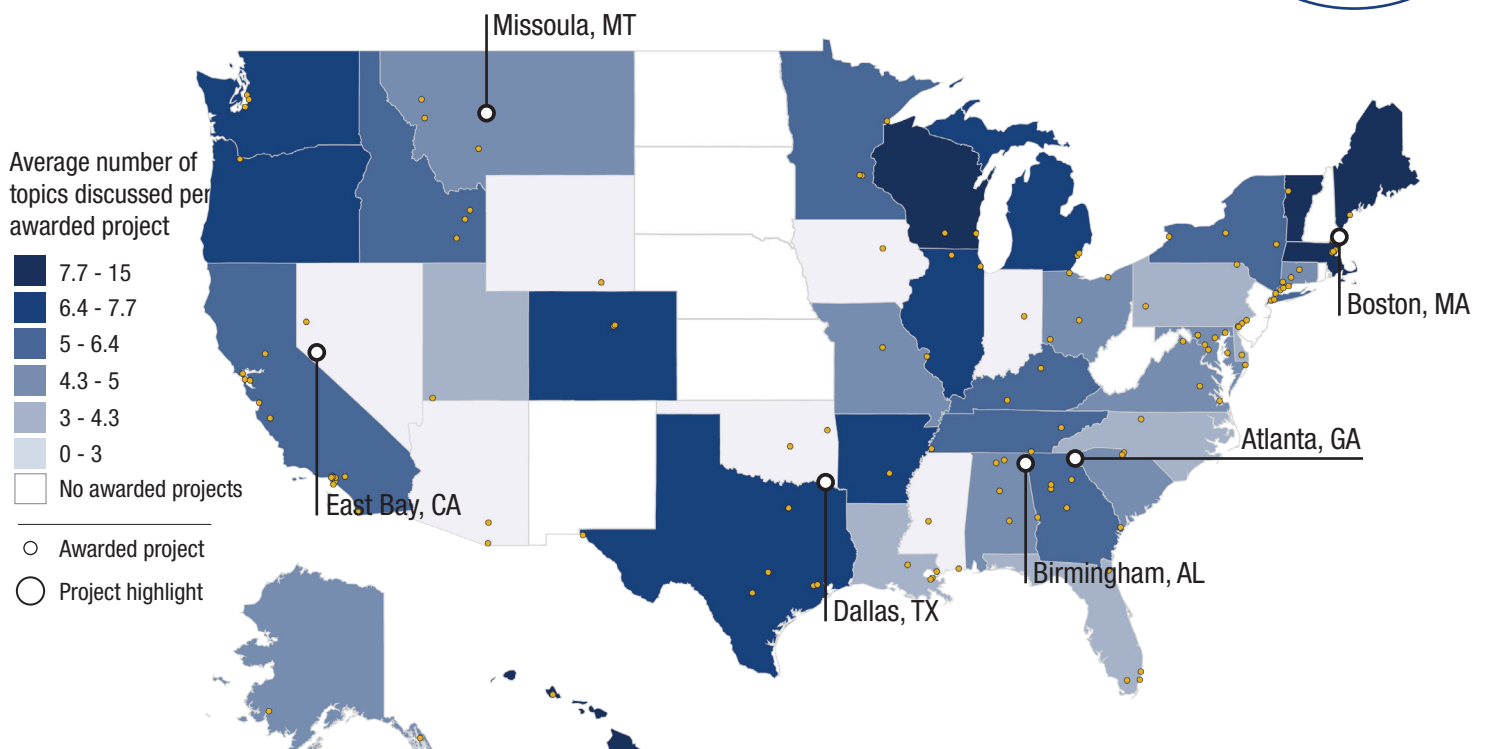 Missoula, MT
Average number of
topics discussed per
awarded project
7.7 - 15
6.4 - 7.7
5 - 6.4
4.3 - 5
3 - 4.3
0 - 3
No awarded projects
Awarded project
Project highlight
Boston, MA
Atlanta, GA
East Bay, CA
Birmingham, AL
Dallas, TX